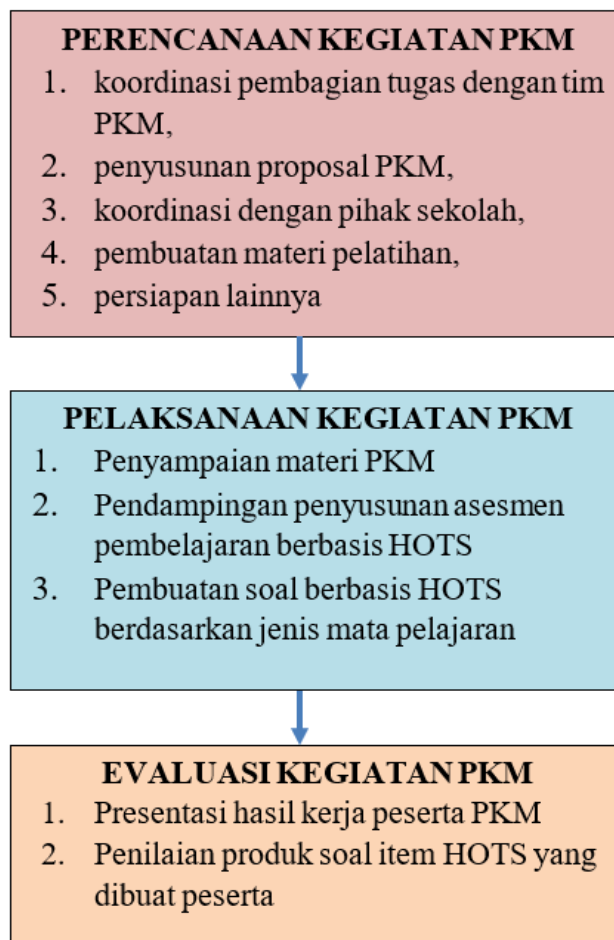 PERENCANAAN KEGIATAN PKM
1. koordinasi pembagian tugas dengan tim
PKM,
2. penyusunan proposal PKM,
3. koordinasi dengan pihak sekolah,
4. pembuatan materi pelatihan,
5. persiapan lainnya
PELAKSANAAN KEGIATAN PKM
1. Penyampaian materi PKM
2. Pendampingan penyusunan asesmen
pembelajaran berbasis HOTS
3. Pembuatan soal berbasis HOTS
berdasarkan jenis mata pelajaran
EVALUASI KEGIATAN PKM
1. Presentasi hasil kerja peserta PKM
2. Penilaian produk soal item HOTS yang
dibuat peserta